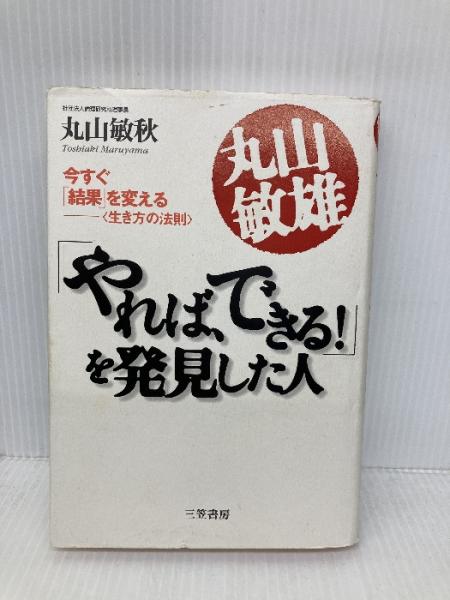 社団法人倫理研究所理事長
丸山敏秋
Toshiaki Maruyama
今すぐ
「結果」を変える
――〈生き方の法則〉
丸山
敏雄
「やれば、できる!」
を発見した人
三笠書房